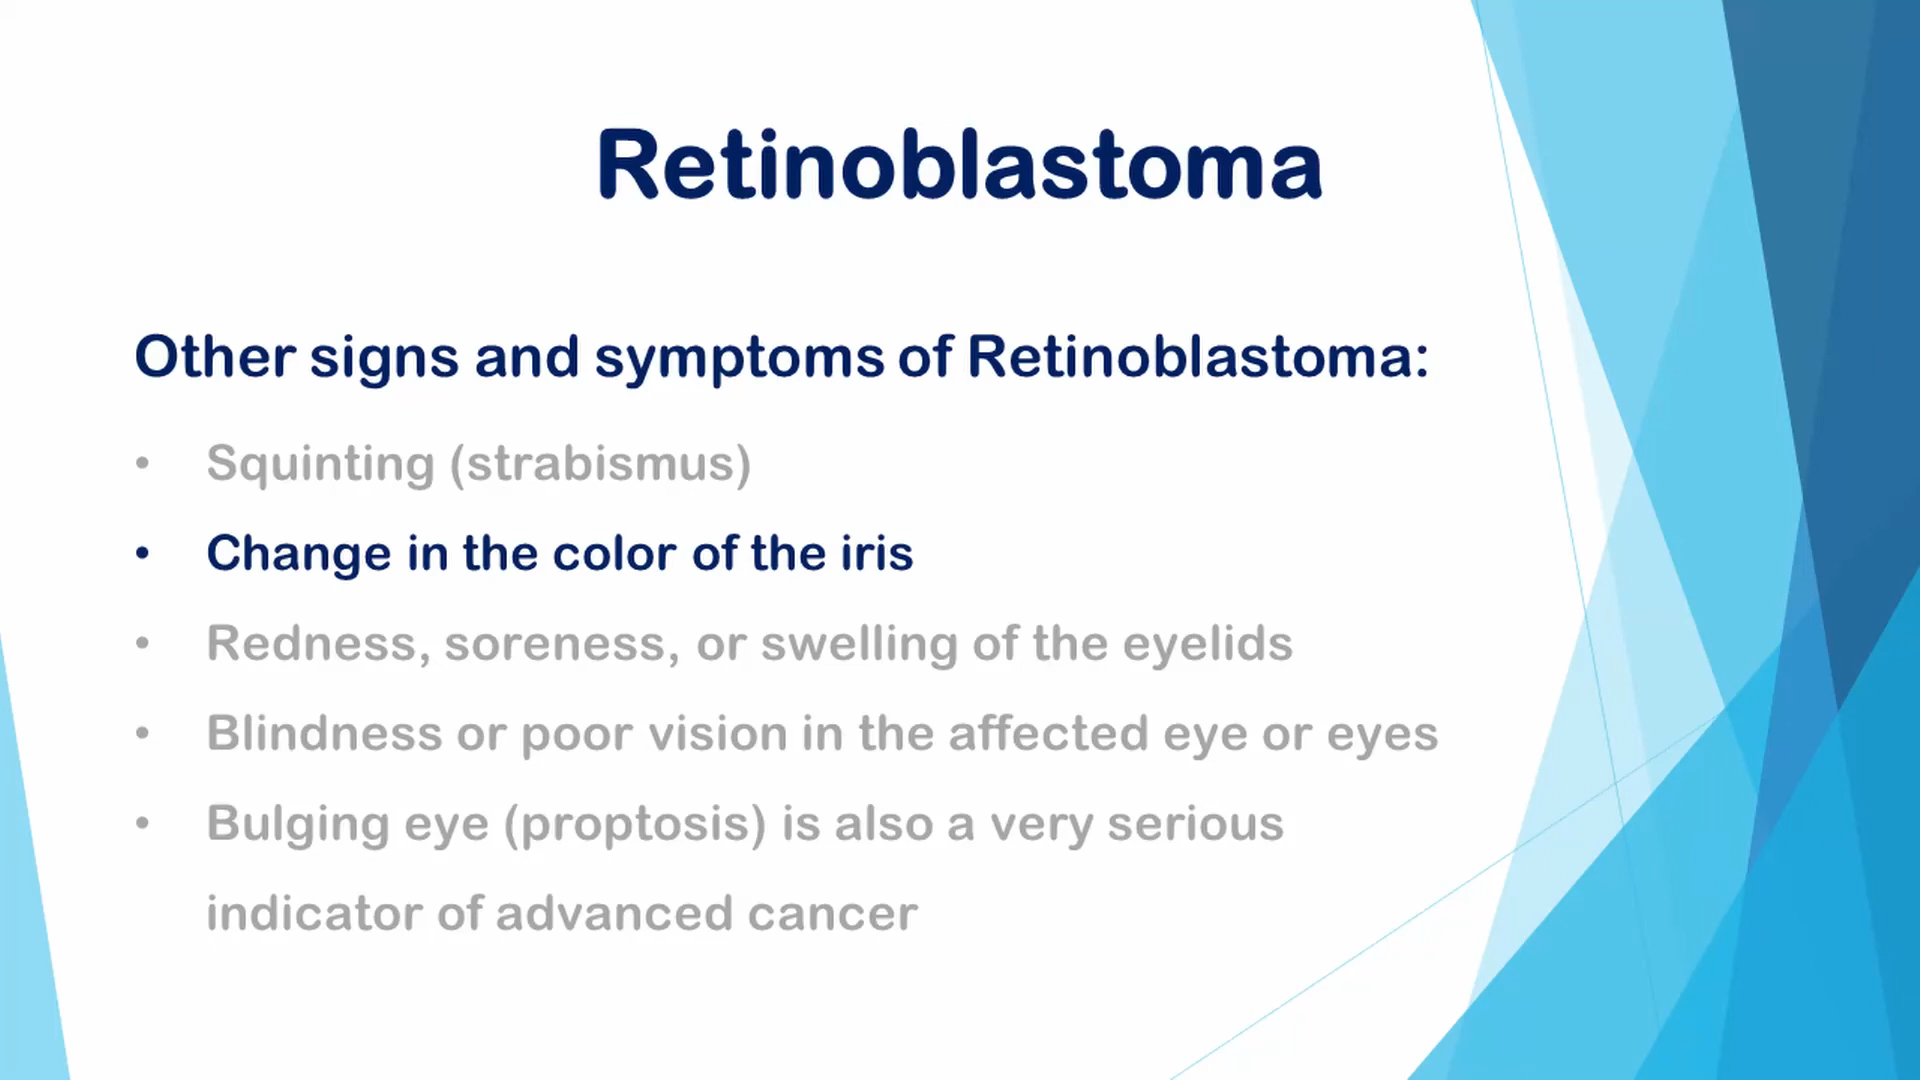 Retinoblastoma
Other signs and symptoms of Retinoblastoma:
• Squinting (strabismus)
• Change in the color of the iris
• Redness, soreness, or swelling of the eyelids
• Blindness or poor vision in the affected eye or eyes
• Bulging eye (proptosis) is also a very serious
indicator of advanced cancer